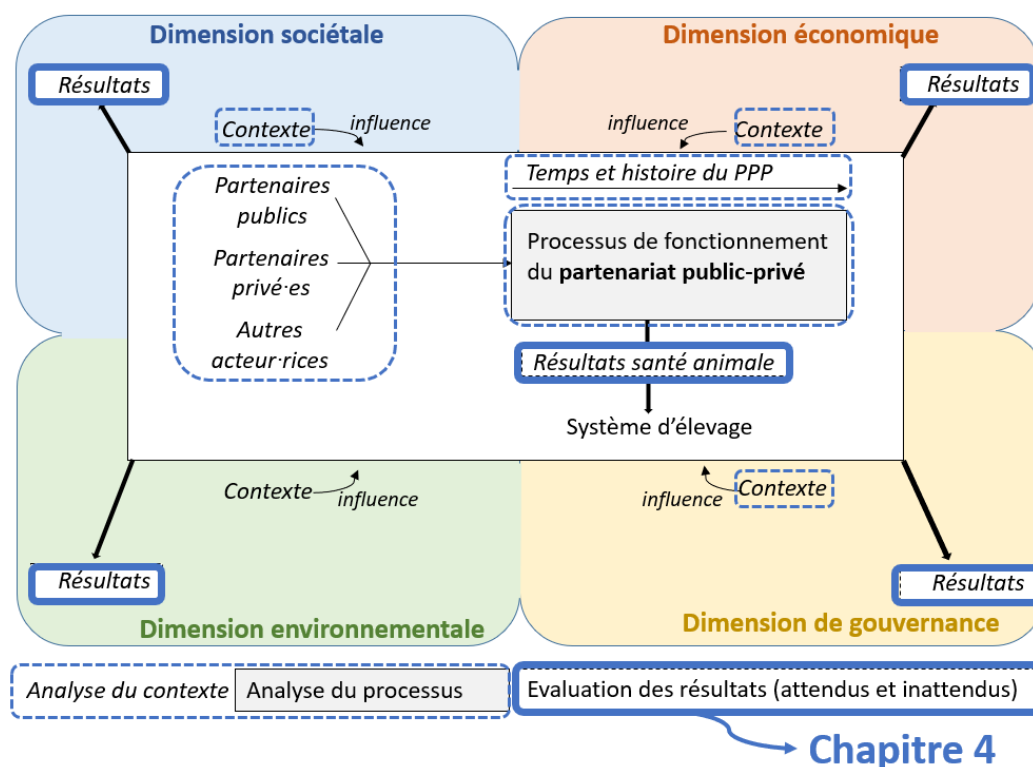 Dimension sociétale
Dimension économique
Résultats
Résultats
Contexte
influence
influence
Contexte
Partenaires
publics
Partenaires
privé·es
Autres
acteur·rices
Temps et histoire du PPP
Processus de fonctionnement
du partenariat public-privé
Résultats santé animale
Système d'élevage
Contexte
influence
influence
Contexte
Résultats
Résultats
Dimension environnementale
Dimension de gouvernance
Analyse du contexte
Analyse du processus
Evaluation des résultats (attendus et inattendus)
Chapitre 4